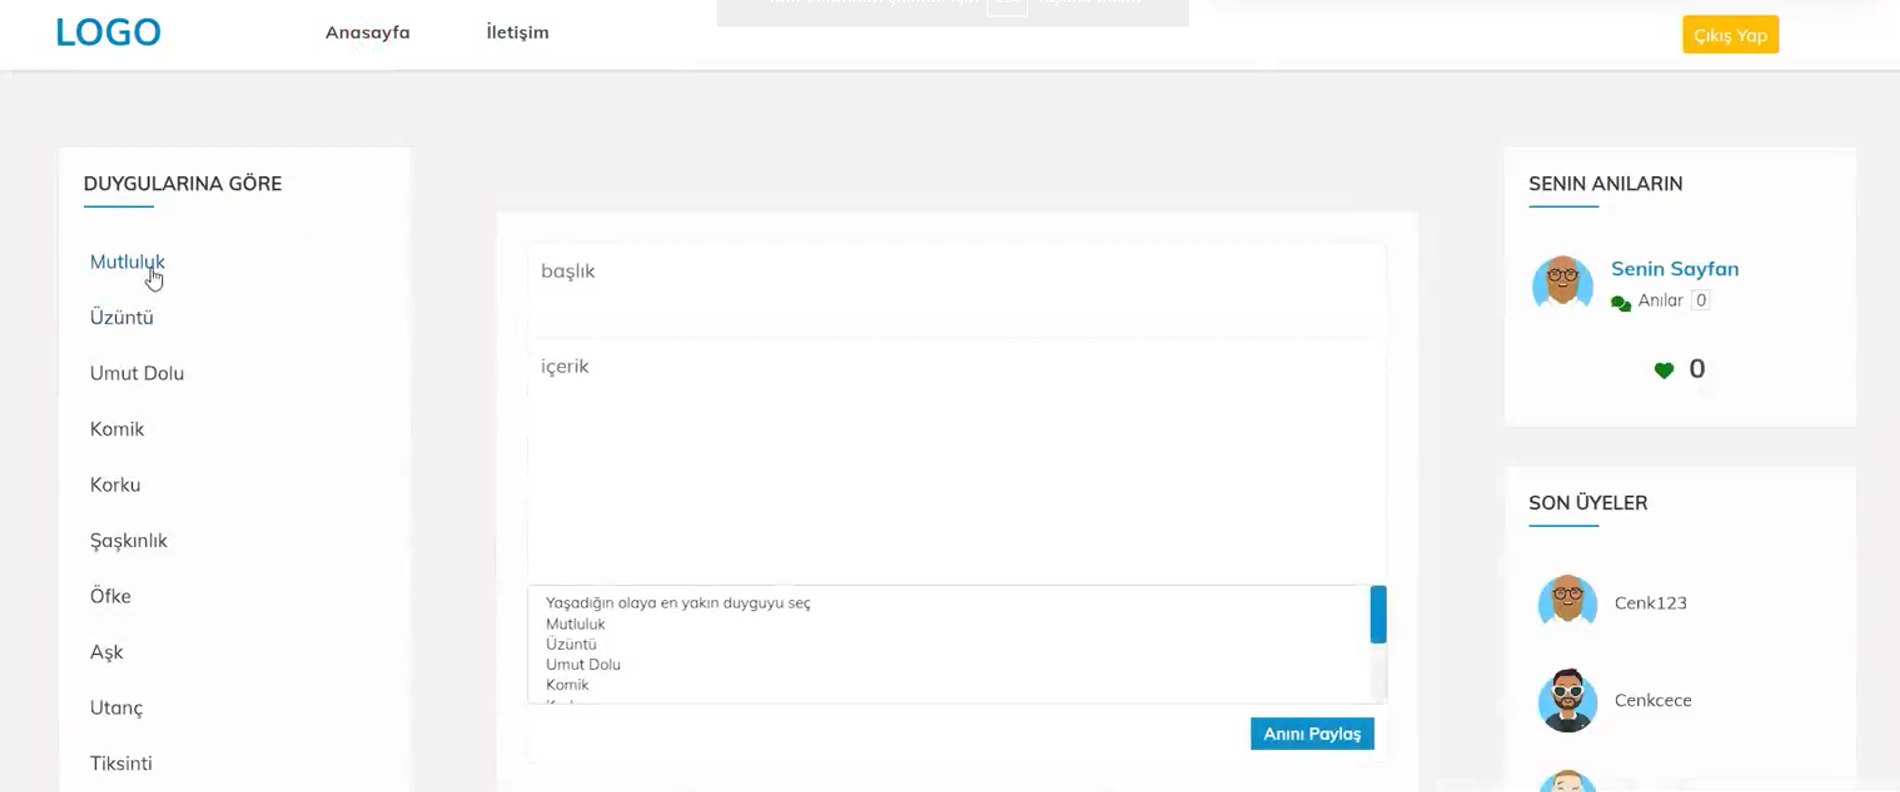 LOGO
Anasayfa
İletişim
Çıkış Yap
DUYGULARINA GÖRE
Mutluluk
Üzüntü
Umut Dolu
Komik
Korku
Şaşkınlık
Öfke
Aşk
Utanç
Tiksinti
başlık
içerik
Yaşadığın olaya en yakın duyguyu seç
Mutluluk
Üzüntü
Umut Dolu
Komik
Anını Paylaş
SENIN ANILARIN
Senin Sayfan
Anılar 0
0
SON ÜYELER
Cenk123
Cenkcece